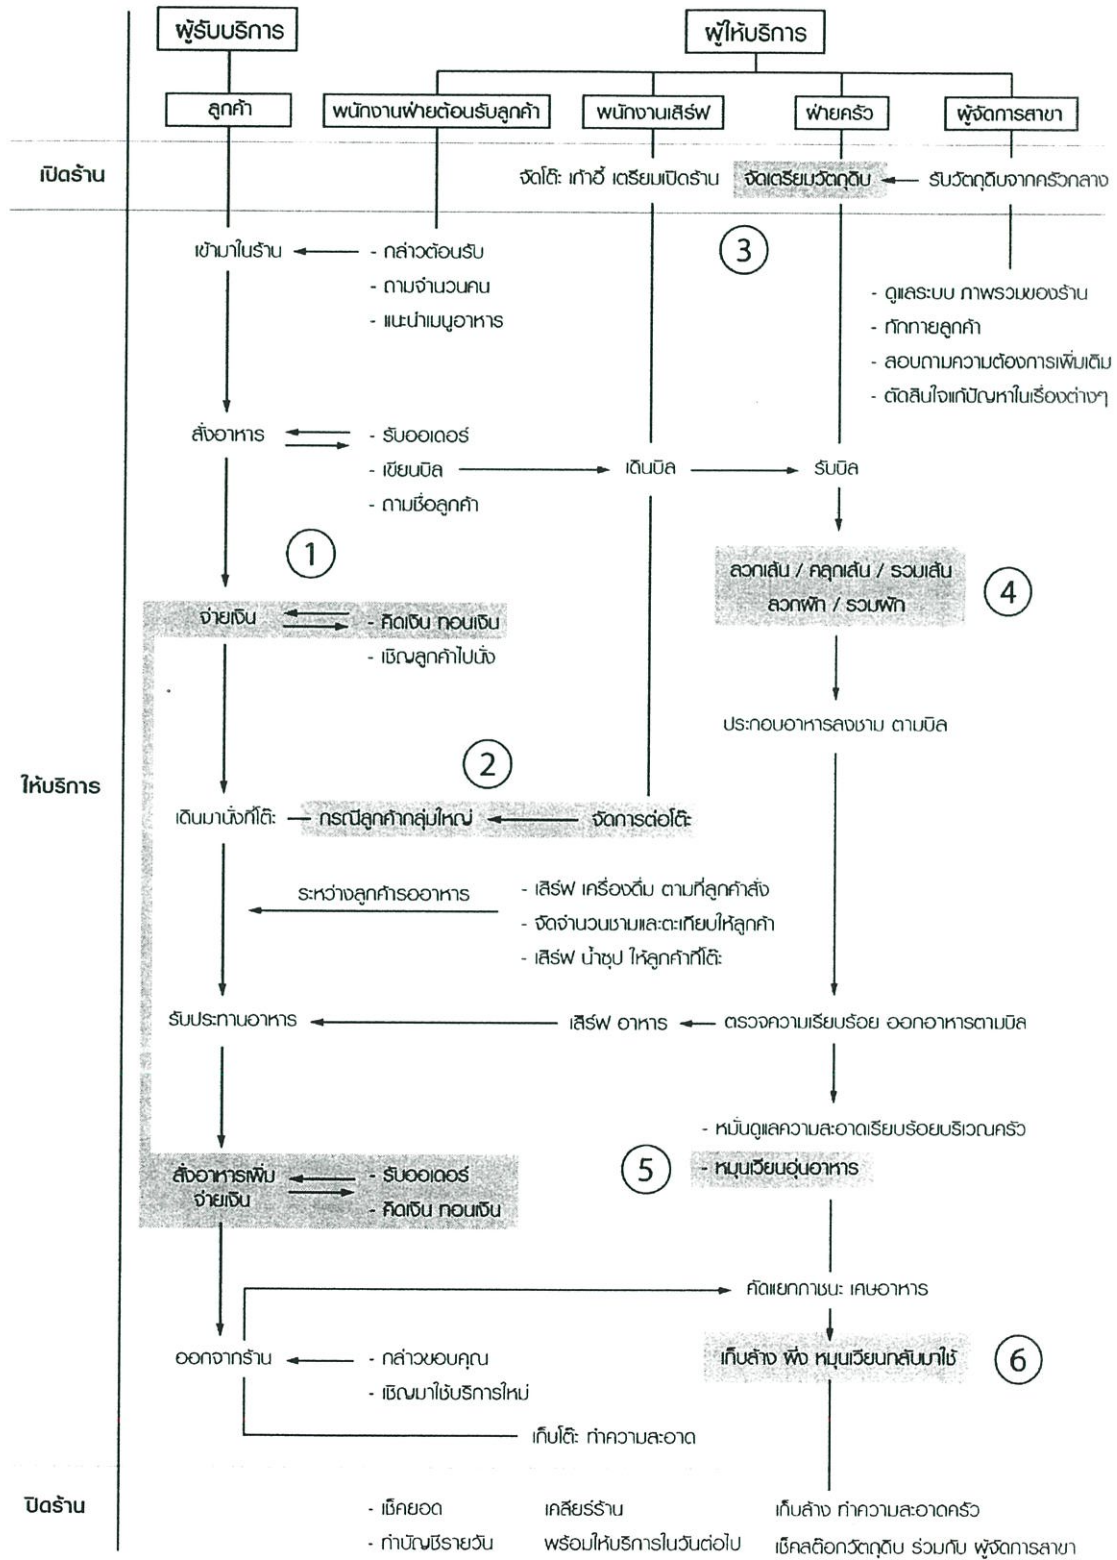 ผู้รับบริการ
ผู้ให้บริการ
ลูกค้า
พนักงานฝ่ายต้อนรับลูกค้า
พนักงานเสิร์ฟ
ฝ่ายครัว
ผู้จัดการสาขา
เปิดร้าน
จัดโต๊ะ เก้าอี้ เตรียมเปิดร้าน
จัดเตรียมวัตถุดิบ
รับวัตถุดิบจากครัวกลาง
3
เข้ามาในร้าน
- กล่าวต้อนรับ
- ถามจำนวนคน
- แนะนำเมนูอาหาร
- ดูแลระบบ ภาพรวมของร้าน
- ทักทายลูกค้า
- สอบถามความต้องการเพิ่มเติม
- ตัดสินใจแก้ปัญหาในเรื่องต่างๆ
สั่งอาหาร
- รับออเดอร์
- เขียนบิล
- ถามชื่อลูกค้า
เดินบิล
รับบิล
1
ลวกเส้น / คลุกเส้น / รวมเส้น
ลวกผัก / รวมผัก
4
จ่ายเงิน
- คิดเงิน ทอนเงิน
- เชิญลูกค้าไปนั่ง
ประกอบอาหารลงชาม ตามบิล
ให้บริการ
2
เดินมานั่งที่โต๊ะ
กรณีลูกค้ากลุ่มใหญ่
จัดการต่อโต๊ะ
ระหว่างลูกค้ารออาหาร
- เสิร์ฟ เครื่องดื่ม ตามที่ลูกค้าสั่ง
- จัดจำนวนชามและตะเกียบให้ลูกค้า
- เสิร์ฟ น้ำซุป ให้ลูกค้าที่โต๊ะ
รับประทานอาหาร
เสิร์ฟ อาหาร
ตรวจความเรียบร้อย ออกอาหารตามบิล
- หมั่นดูแลความสะอาดเรียบร้อยบริเวณครัว
- หมุนเวียนอุ่นอาหาร
5
สั่งอาหารเพิ่ม
จ่ายเงิน
- รับออเดอร์
- คิดเงิน ทอนเงิน
คัดแยกภาชนะ เศษอาหาร
ออกจากร้าน
- กล่าวขอบคุณ
- เชิญมาใช้บริการใหม่
เก็บล้าง ผึ่ง หมุนเวียนกลับมาใช้
6
เก็บโต๊ะ ทำความสะอาด
ปิดร้าน
- เช็คยอด
- ทำบัญชีรายวัน
เคลียร์ร้าน
พร้อมให้บริการในวันต่อไป
เก็บล้าง ทำความสะอาดครัว
เช็คสต๊อกวัตถุดิบ ร่วมกับ ผู้จัดการสาขา